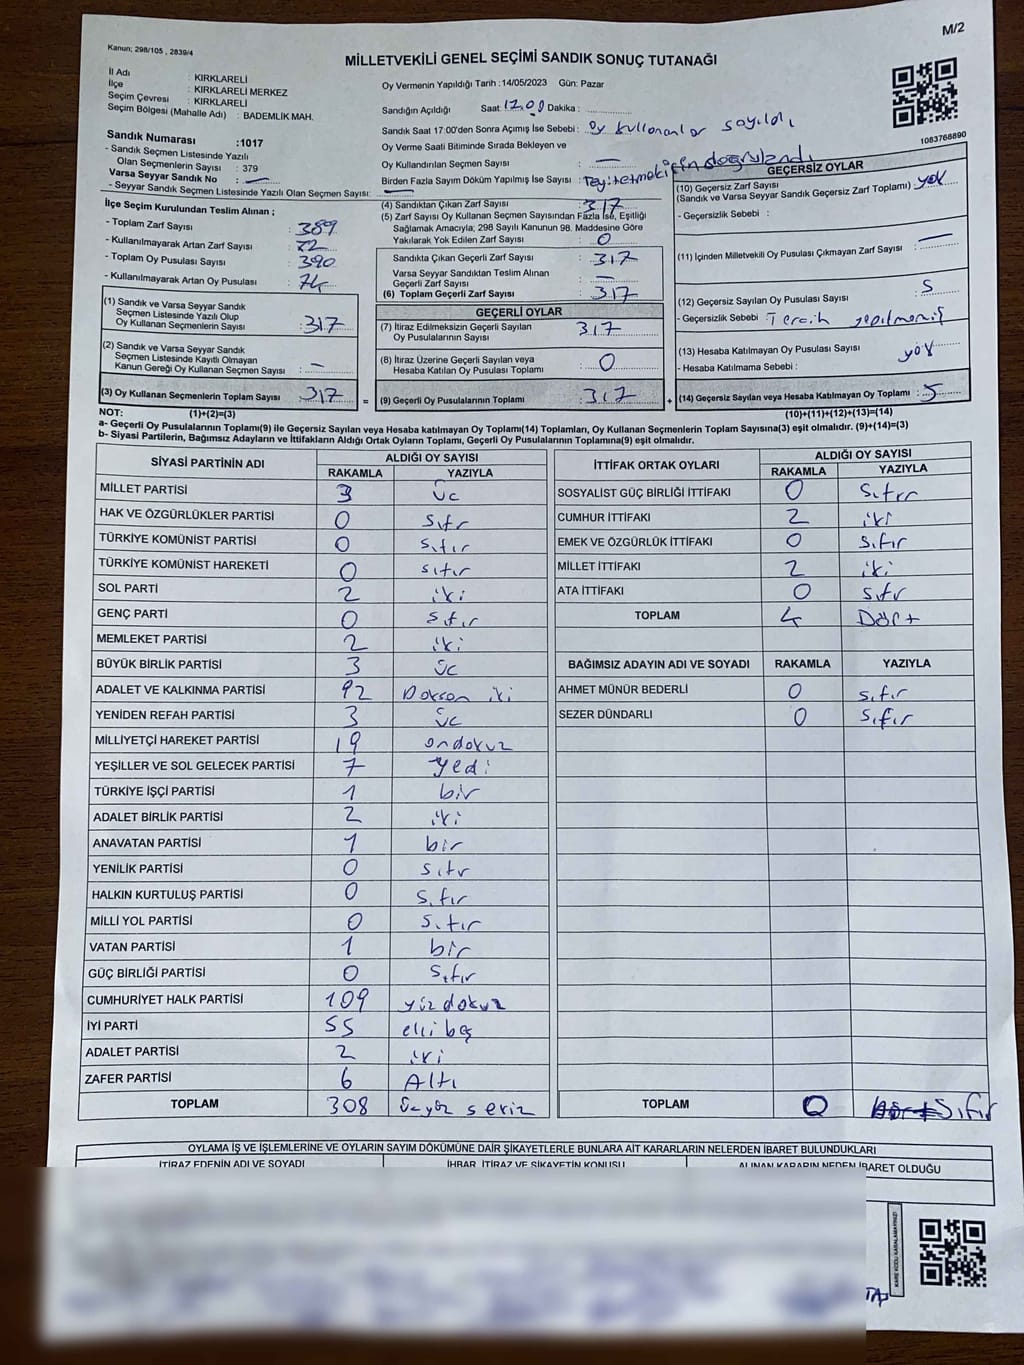 M/2
Kanun; 298/105 , 2839/4
MİLLETVEKİLİ GENEL SEÇİMİ SANDIK SONUÇ TUTANAĞI
İl Adı : KIRKLARELİ
İlçe : KIRKLARELİ MERKEZ
Seçim Çevresi : KIRKLARELİ
Seçim Bölgesi (Mahalle Adı) : BADEMLİK MAH.
Sandık Numarası :1017
- Sandık Seçmen Listesinde Yazılı
Olan Seçmenlerin Sayısı : 379
Varsa Seyyar Sandık No : —
- Seyyar Sandık Seçmen Listesinde Yazılı Olan Seçmen Sayısı: —
Oy Vermenin Yapıldığı Tarih :14/05/2023 Gün: Pazar
Sandığın Açıldığı Saat: 17.00 Dakika :
Sandık Saat 17:00'den Sonra Açımış İse Sebebi : oy kullananlar sayıldı
Oy Verme Saati Bitiminde Sırada Bekleyen ve
Oy Kullandırılan Seçmen Sayısı : —
Birden Fazla Sayım Döküm Yapılmış İse Sayısı : Teyit etmek için doğrulandı
1083766890
İlçe Seçim Kurulundan Teslim Alınan ;
- Toplam Zarf Sayısı : 389
- Kullanılmayarak Artan Zarf Sayısı : 72
- Toplam Oy Pusulası Sayısı : 390
- Kullanılmayarak Artan Oy Pusulası : 74
(1) Sandık ve Varsa Seyyar Sandık
Seçmen Listesinde Yazılı Olup
Oy Kullanan Seçmenlerin Sayısı : 317
(2) Sandık ve Varsa Seyyar Sandık
Seçmen Listesinde Kayıtlı Olmayan
Kanun Gereği Oy Kullanan Seçmen Sayısı : —
(3) Oy Kullanan Seçmenlerin Toplam Sayısı : 317 =
(4) Sandıktan Çıkan Zarf Sayısı : 317
(5) Zarf Sayısı Oy Kullanan Seçmen Sayısından Fazla İse, Eşitliği
Sağlamak Amacıyla; 298 Sayılı Kanunun 98. Maddesine Göre
Yakılarak Yok Edilen Zarf Sayısı : 0
Sandıkta Çıkan Geçerli Zarf Sayısı : 317
Varsa Seyyar Sandıktan Teslim Alınan
Geçerli Zarf Sayısı : —
(6) Toplam Geçerli Zarf Sayısı : 317
GEÇERLİ OYLAR
(7) İtiraz Edilmeksizin Geçerli Sayılan : 317
Oy Pusulalarının Sayısı
(8) İtiraz Üzerine Geçerli Sayılan veya : 0
Hesaba Katılan Oy Pusulası Toplamı
(9) Geçerli Oy Pusulalarının Toplamı : 317 +
GEÇERSİZ OYLAR
(10) Geçersiz Zarf Sayısı
(Sandık ve Varsa Seyyar Sandık Geçersiz Zarf Toplamı) : yok
- Geçersizlik Sebebi :
(11) İçinden Milletvekili Oy Pusulası Çıkmayan Zarf Sayısı : —
(12) Geçersiz Sayılan Oy Pusulası Sayısı : 5
- Geçersizlik Sebebi : Tercih yapılmamış
(13) Hesaba Katılmayan Oy Pusulası Sayısı : yok
- Hesaba Katılmama Sebebi :
(14) Geçersiz Sayılan veya Hesaba Katılmayan Oy Toplamı : 5
NOT: (1)+(2)=(3) (10)+(11)+(12)+(13)=(14)
a- Geçerli Oy Pusulalarının Toplamı(9) ile Geçersiz Sayılan veya Hesaba katılmayan Oy Toplamı(14) Toplamları, Oy Kullanan Seçmenlerin Toplam Sayısına(3) eşit olmalıdır. (9)+(14)=(3)
b- Siyasi Partilerin, Bağımsız Adayların ve İttifakların Aldığı Ortak Oyların Toplamı, Geçerli Oy Pusulalarının Toplamına(9) eşit olmalıdır.
SİYASİ PARTİNİN ADI ALDIĞI OY SAYISI
RAKAMLA YAZIYLA
MİLLET PARTİSİ 3 üc
HAK VE ÖZGÜRLÜKLER PARTİSİ 0 sıfr
TÜRKİYE KOMÜNİST PARTİSİ 0 sıfır
TÜRKİYE KOMÜNİST HAREKETİ 0 sıfır
SOL PARTİ 2 iki
GENÇ PARTİ 0 sıfır
MEMLEKET PARTİSİ 2 iki
BÜYÜK BİRLİK PARTİSİ 3 üc
ADALET VE KALKINMA PARTİSİ 92 Doksan iki
YENİDEN REFAH PARTİSİ 3 üc
MİLLİYETÇİ HAREKET PARTİSİ 19 ondokuz
YEŞİLLER VE SOL GELECEK PARTİSİ 7 yedi
TÜRKİYE İŞÇİ PARTİSİ 1 bir
ADALET BİRLİK PARTİSİ 2 iki
ANAVATAN PARTİSİ 1 bir
YENİLİK PARTİSİ 0 sıfr
HALKIN KURTULUŞ PARTİSİ 0 sıfır
MİLLİ YOL PARTİSİ 0 sıfır
VATAN PARTİSİ 1 bir
GÜÇ BİRLİĞİ PARTİSİ 0 sıfır
CUMHURİYET HALK PARTİSİ 109 yüz dokuz
İYİ PARTİ 55 elli beş
ADALET PARTİSİ 2 iki
ZAFER PARTİSİ 6 Altı
TOPLAM 308 üçyüz sekiz
İTTİFAK ORTAK OYLARI ALDIĞI OY SAYISI
RAKAMLA YAZIYLA
SOSYALIST GÜÇ BİRLİĞİ İTTİFAKI 0 sıfır
CUMHUR İTTİFAKI 2 iki
EMEK VE ÖZGÜRLÜK İTTİFAKI 0 sıfır
MİLLET İTTİFAKI 2 iki
ATA İTTİFAKI 0 sıfr
TOPLAM 4 Dört
BAĞIMSIZ ADAYIN ADI VE SOYADI RAKAMLA YAZIYLA
AHMET MÜNÜR BEDERLİ 0 sıfır
SEZER DÜNDARLI 0 sıfır
TOPLAM 0 Sıfır
OYLAMA İŞ VE İŞLEMLERİNE VE OYLARIN SAYIM DÖKÜMÜNE DAİR ŞİKAYETLERLE BUNLARA AİT KARARLARIN NELERDEN İBARET BULUNDUKLARI
İTİRAZ EDENİN ADI VE SOYADI İHBAR, İTİRAZ VE ŞİKAYETİN KONUSU ALINAN KARARIN NEDEN İBARET OLDUĞU
KARE KODU KARALAMAYINIZ!